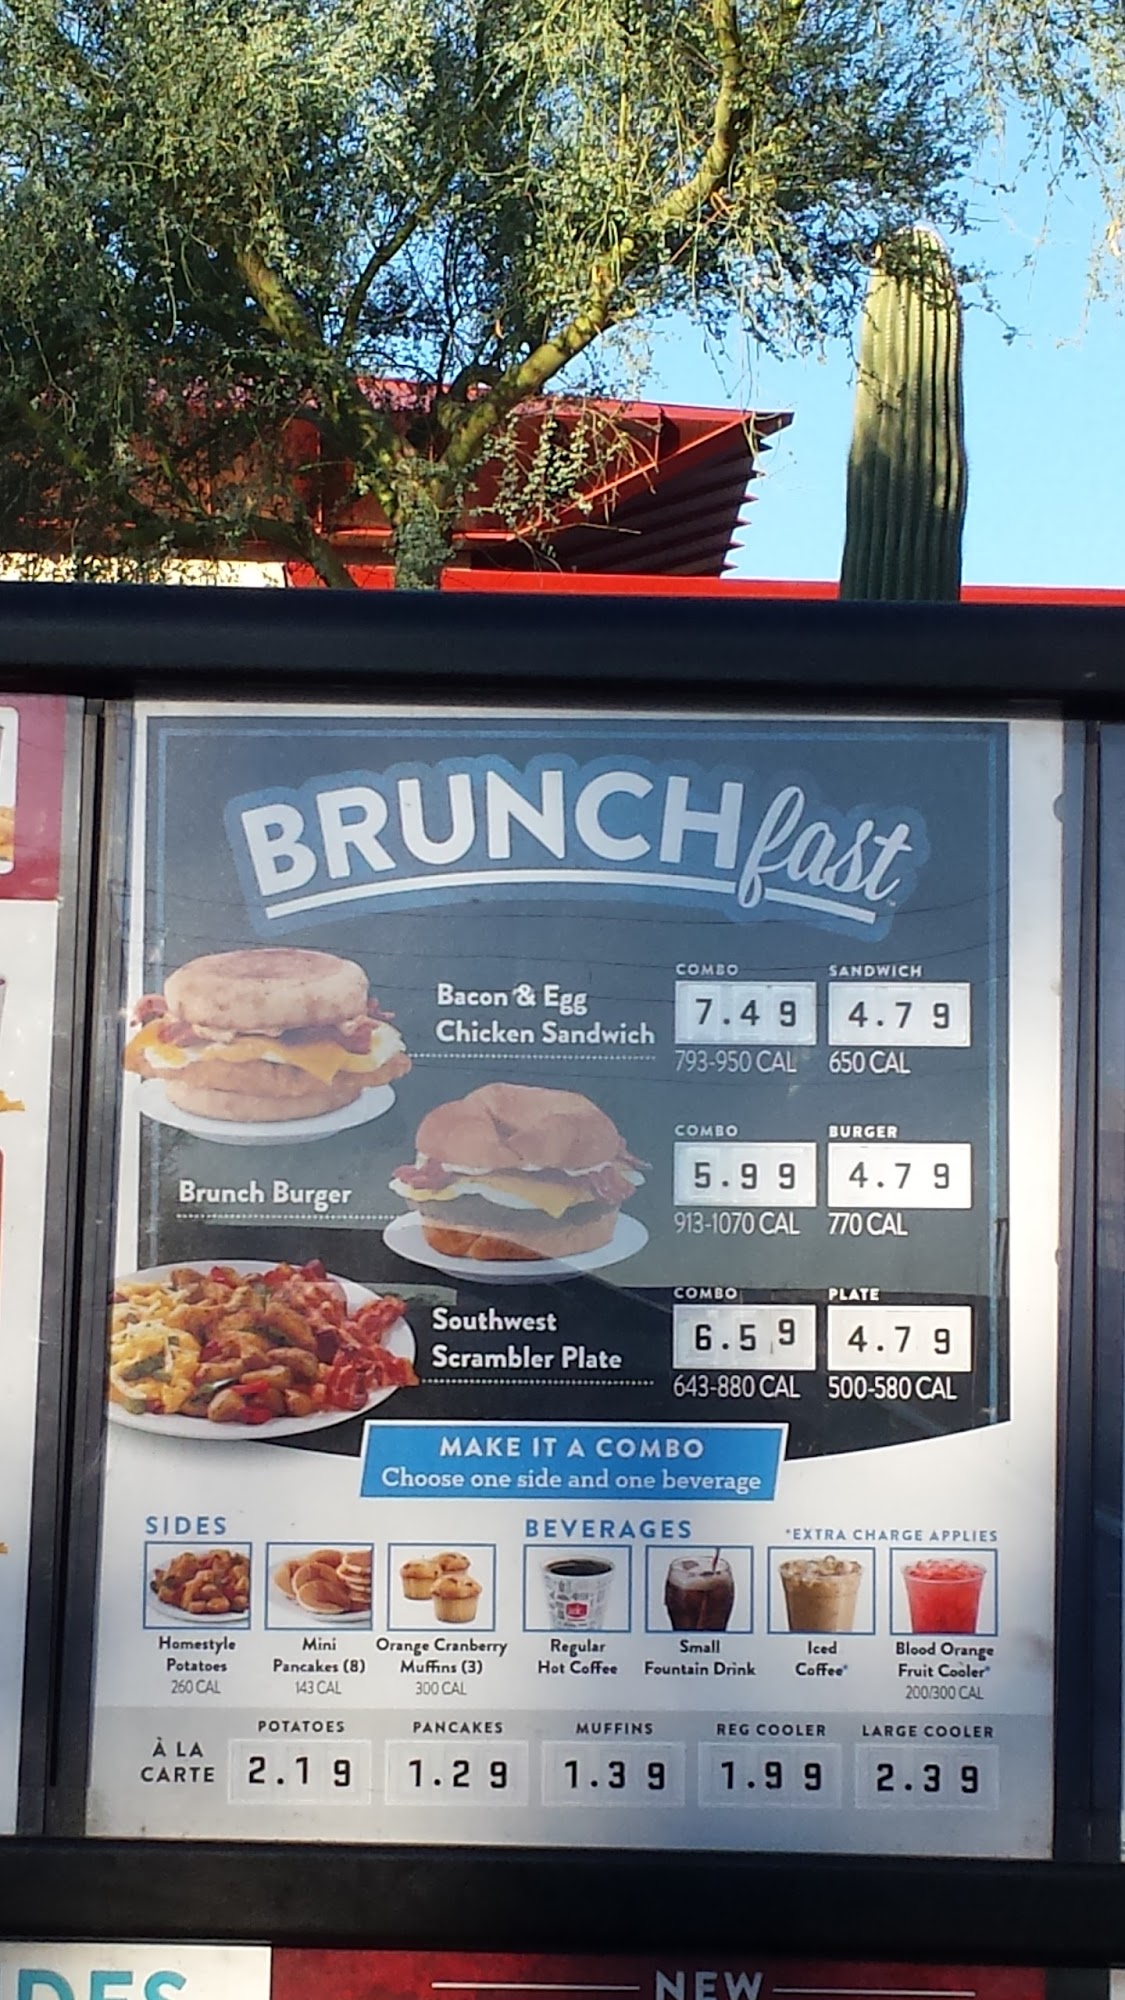 BRUNCHfast™
COMBO SANDWICH
Bacon & Egg
Chicken Sandwich
7.49 4.79
793-950 CAL 650 CAL
COMBO BURGER
Brunch Burger
5.99 4.79
913-1070 CAL 770 CAL
COMBO PLATE
Southwest
Scrambler Plate
6.59 4.79
643-880 CAL 500-580 CAL
MAKE IT A COMBO
Choose one side and one beverage
SIDES
Homestyle
Potatoes
260 CAL
Mini
Pancakes (8)
143 CAL
Orange Cranberry
Muffins (3)
300 CAL
BEVERAGES
*EXTRA CHARGE APPLIES
Regular
Hot Coffee
Small
Fountain Drink
Iced
Coffee*
Blood Orange
Fruit Cooler*
200/300 CAL
À LA
CARTE
POTATOES PANCAKES MUFFINS REG COOLER LARGE COOLER
2.19 1.29 1.39 1.99 2.39
DES
NEW